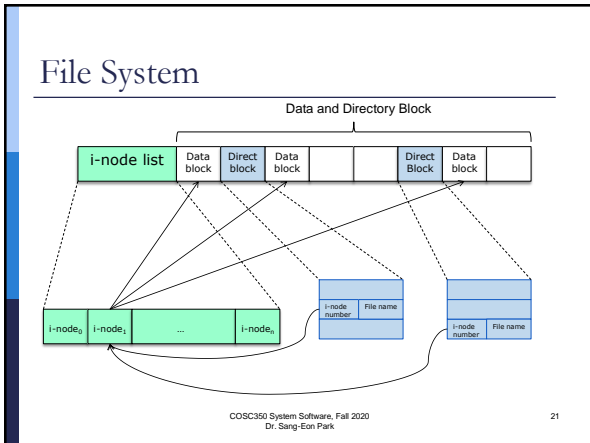 File System
Data and Directory Block
i-node list
Data
block
Direct
block
Data
block
Direct
Block
Data
block
i-node
number
File name
i-node
number
File name
i-node₀
i-node₁
...
i-nodeₙ
COSC350 System Software, Fall 2020
Dr. Sang-Eon Park
21